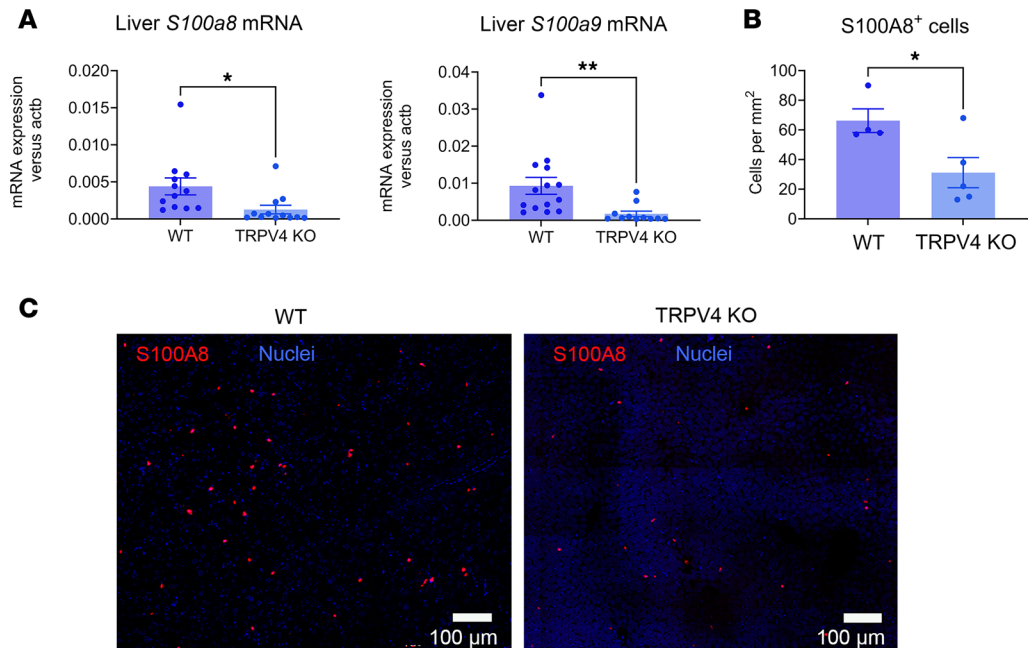 A
Liver S100a8 mRNA
mRNA expression
versus actb
0.020
0.015
0.010
0.005
0.000
*
WT
TRPV4 KO
Liver S100a9 mRNA
mRNA expression
versus actb
0.04
0.03
0.02
0.01
0.00
**
WT
TRPV4 KO
B
S100A8⁺ cells
Cells per mm²
100
80
60
40
20
0
*
WT
TRPV4 KO
C
WT
S100A8 Nuclei
100 µm
TRPV4 KO
S100A8 Nuclei
100 µm